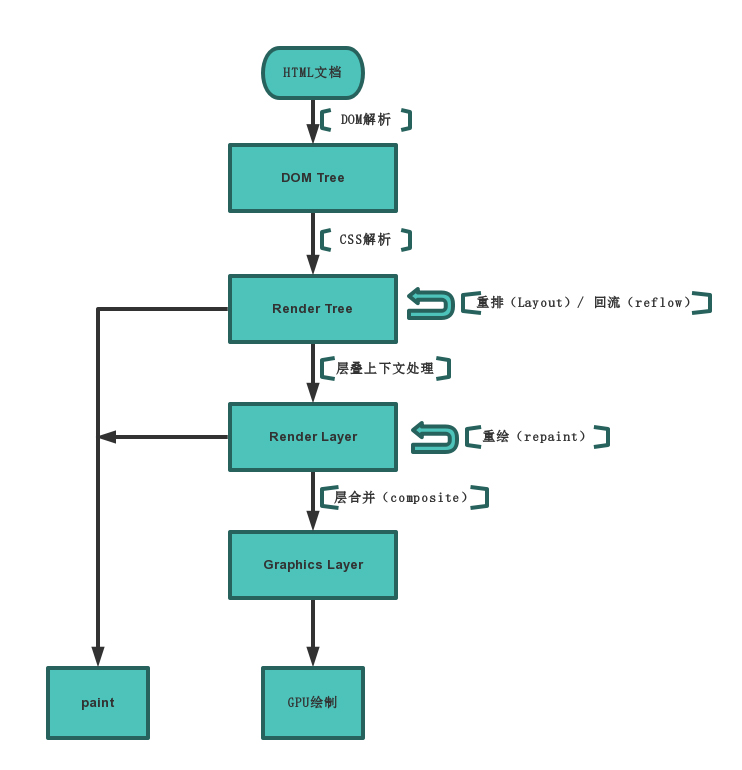 HTML文档
DOM解析
DOM Tree
CSS解析
Render Tree
重排（Layout）/ 回流（reflow）
层叠上下文处理
Render Layer
重绘（repaint）
层合并（composite）
Graphics Layer
paint
GPU绘制